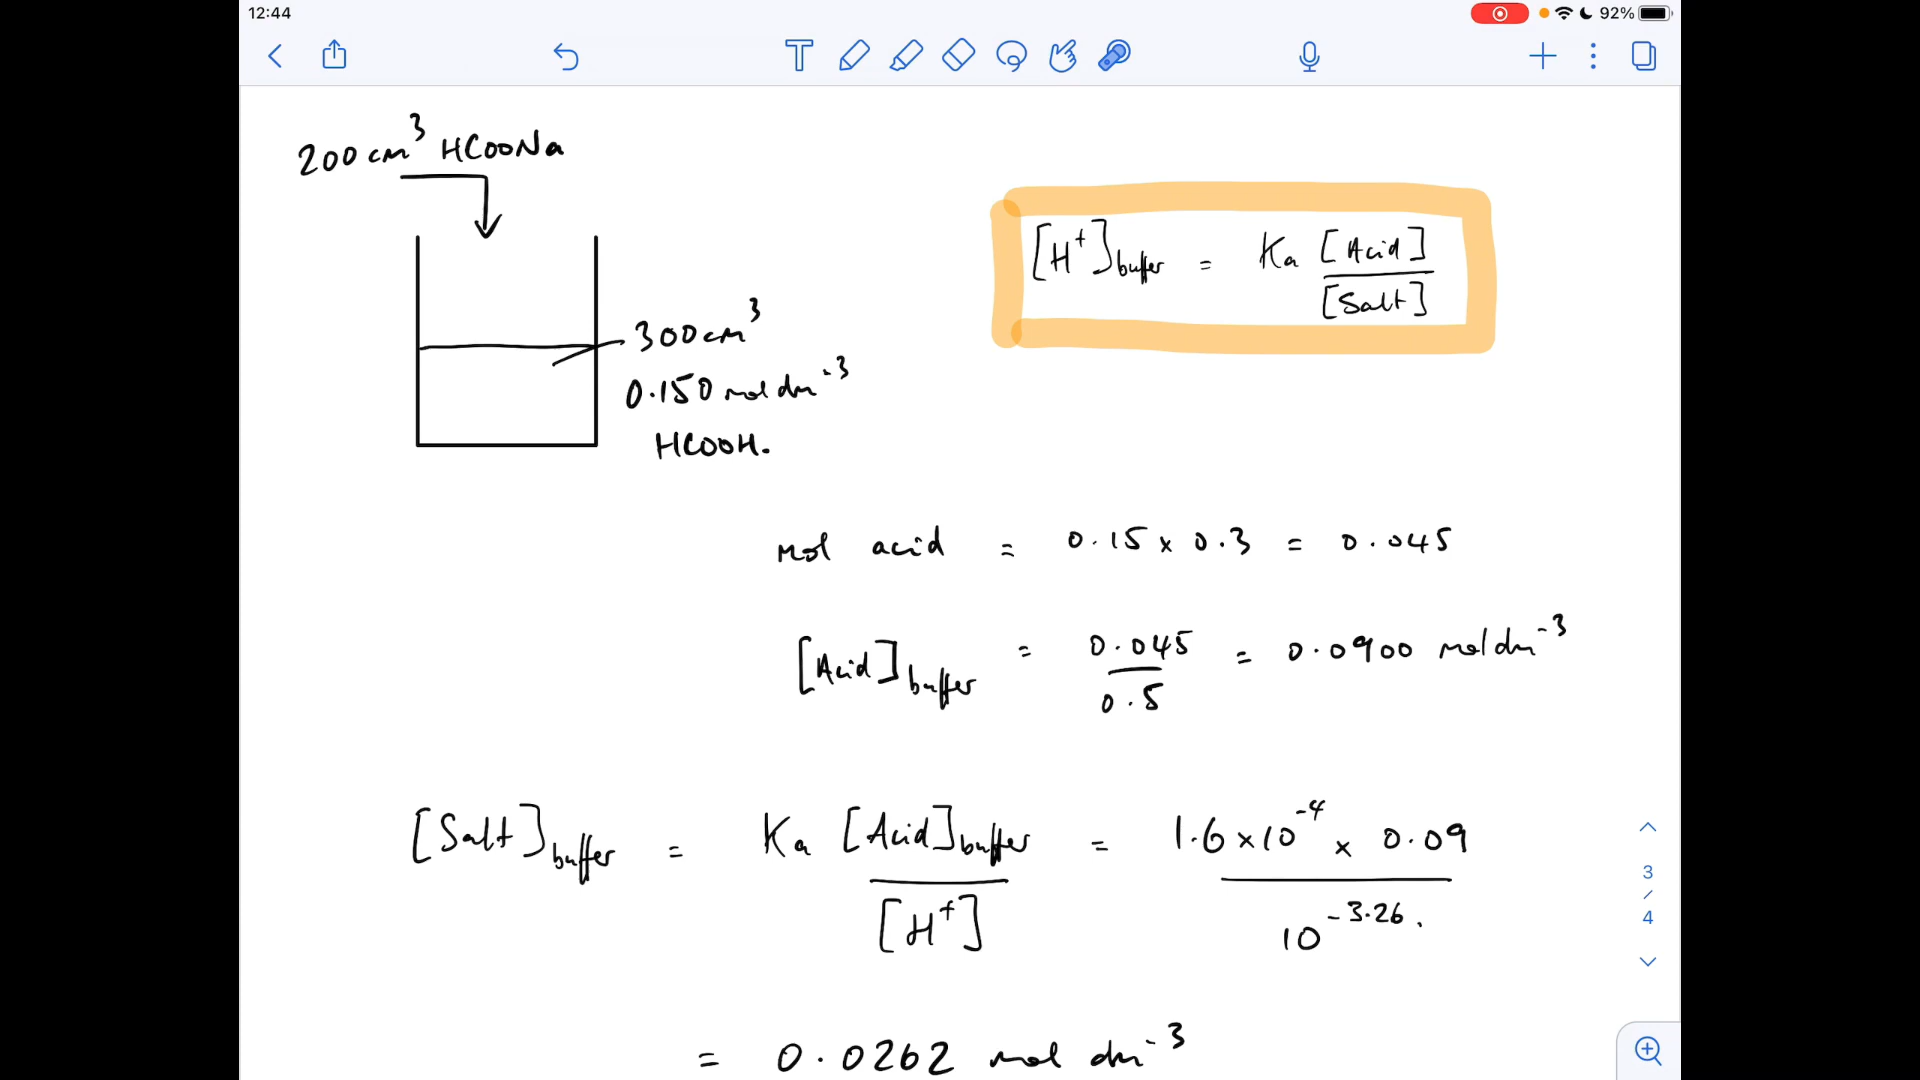 12:44
92%
200 cm³ HCOONa
[H⁺]buffer = Ka [Acid]
[Salt]
300 cm³
0.150 mol dm⁻³
HCOOH.
mol acid = 0.15 x 0.3 = 0.045
[Acid]buffer = 0.045 = 0.0900 mol dm⁻³
0.5
[Salt]buffer = Ka [Acid]buffer = 1.6 x 10⁻⁴ x 0.09
[H⁺] 10⁻³·²⁶.
= 0.0262 mol dm⁻³
3
/
4